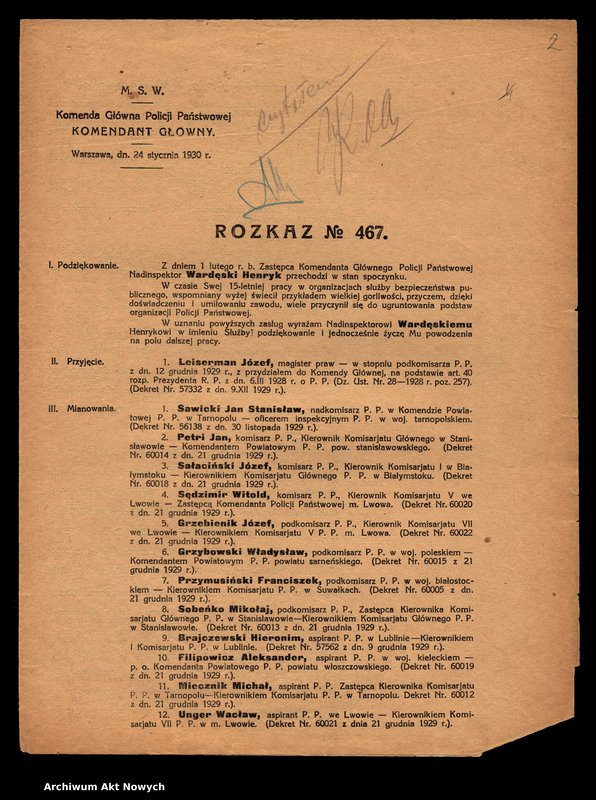 2
czytałem
M. S. W.
Komenda Główna Policji Państwowej
KOMENDANT GŁÓWNY.
Warszawa, dn. 24 stycznia 1930 r.
ROZKAZ № 467.
I. Podziękowanie.
Z dniem 1 lutego r. b. Zastępca Komendanta Głównego Policji Państwowej
Nadinspektor Wardęski Henryk przechodzi w stan spoczynku.
W czasie Swej 15-letniej pracy w organizacjach służby bezpieczeństwa pu-
blicznego, wspomniany wyżej świecił przykładem wielkiej gorliwości, przyczem, dzięki
doświadczeniu i umiłowaniu zawodu, wiele przyczynił się do ugruntowania podstaw
organizacji Policji Państwowej.
W uznaniu powyższych zasług wyrażam Nadinspektorowi Wardęskiemu
Henrykowi w imieniu Służby! podziękowanie i jednocześnie życzę Mu powodzenia
na polu dalszej pracy.
II. Przyjęcie.
1. Leiserman Józef, magister praw — w stopniu podkomisarza P. P.
z dn. 12 grudnia 1929 r., z przydziałem do Komendy Głównej, na podstawie art. 40
rozp. Prezydenta R. P. z dn. 6.III 1928 r. o P. P. (Dz. Ust. Nr. 28—1928 r. poz. 257).
(Dekret Nr. 57332 z dn. 9.XII 1929 r.).
III. Mianowania.
1. Sawicki Jan Stanisław, nadkomisarz P. P. w Komendzie Powia-
towej P. P. w Tarnopolu — oficerem inspekcyjnym P. P. w woj. tarnopolskiem.
(Dekret Nr. 56138 z dn. 30 listopada 1929 r.).
2. Petri Jan, komisarz P. P., Kierownik Komisarjatu Głównego w Stani-
sławowie — Komendantem Powiatowym P. P. pow. stanisławowskiego. (Dekret
Nr. 60014 z dn. 21 grudnia 1929 r.).
3. Sałaciński Józef, komisarz P. P., Kierownik Komisarjatu I w Bia-
łymstoku — Kierownikiem Komisarjatu Głównego P. P. w Białymstoku. (Dekret
Nr. 60018 z dn. 21 grudnia 1929 r.).
4. Sędzimir Witold, komisarz P. P., Kierownik Komisarjatu V we
Lwowie — Zastępcą Komendanta Policji Państwowej m. Lwowa. (Dekret Nr. 60020
z dn. 21 grudnia 1929 r.).
5. Grzebienik Józef, podkomisarz P. P., Kierownik Komisarjatu VII
we Lwowie — Kierownikiem Komisarjatu V P. P. m. Lwowa. (Dekret Nr. 60022
z dn. 21 grudnia 1929 r.).
6. Grzybowski Władysław, podkomisarz P. P. w woj. poleskiem —
Komendantem Powiatowym P. P. powiatu sarneńskiego. (Dekret Nr. 60015 z 21
grudnia 1929 r.).
7. Przymusiński Franciszek, podkomisarz P. P. w woj. białostoc-
kiem — Kierownikiem Komisarjatu P. P. w Suwałkach. (Dekret Nr. 60005 z dn.
21 grudnia 1929 r.).
8. Sobeńko Mikołaj, podkomisarz P. P., Zastępca Kierownika Komi-
sarjatu Głównego P. P. w Stanisławowie—Kierownikiem Komisarjatu Głównego P. P.
w Stanisławowie. (Dekret Nr. 60013 z dn. 21 grudnia 1929 r.).
9. Brajczewski Hieronim, aspirant P. P. w Lublinie—Kierownikiem
I Komisarjatu P. P. w Lublinie. (Dekret Nr. 57562 z dn. 9 grudnia 1929 r.).
10. Filipowicz Aleksander, aspirant P. P. w woj. kieleckiem —
p. o. Komendanta Powiatowego P. P. powiatu włoszczowskiego. (Dekret Nr. 60019
z dn. 21 grudnia 1929 r.).
11. Miecznik Michał, aspirant P. P. Zastępca Kierownika Komisarjatu
P. P. w Tarnopolu—Kierownikiem Komisarjatu P. P. w Tarnopolu. Dekret Nr. 60012
z dn. 21 grudnia 1929 r.).
12. Unger Wacław, aspirant P. P. we Lwowie — Kierownikiem Komi-
sarjatu VII P. P. w m. Lwowie. (Dekret Nr. 60021 z dnia 21 grudnia 1929 r.).
Archiwum Akt Nowych